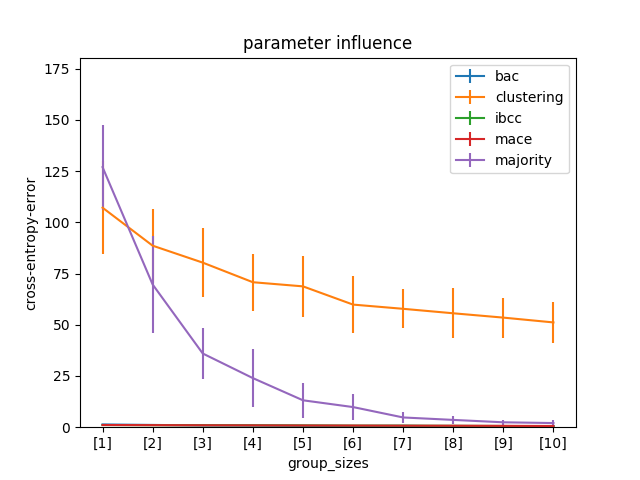 parameter influence
175
150
125
100
75
50
25
0
cross-entropy-error
bac
clustering
ibcc
mace
majority
[1] [2] [3] [4] [5] [6] [7] [8] [9] [10]
group_sizes